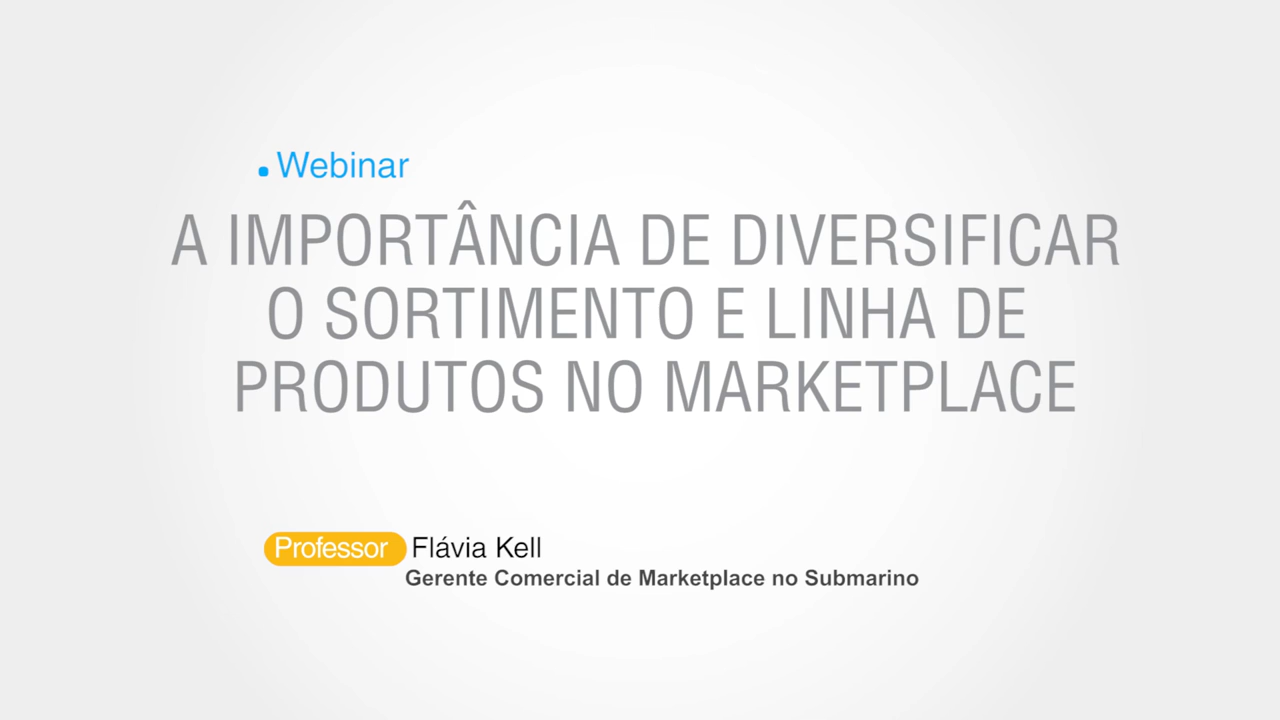 Webinar
A IMPORTÂNCIA DE DIVERSIFICAR
O SORTIMENTO E LINHA DE
PRODUTOS NO MARKETPLACE
Professor Flávia Kell
Gerente Comercial de Marketplace no Submarino